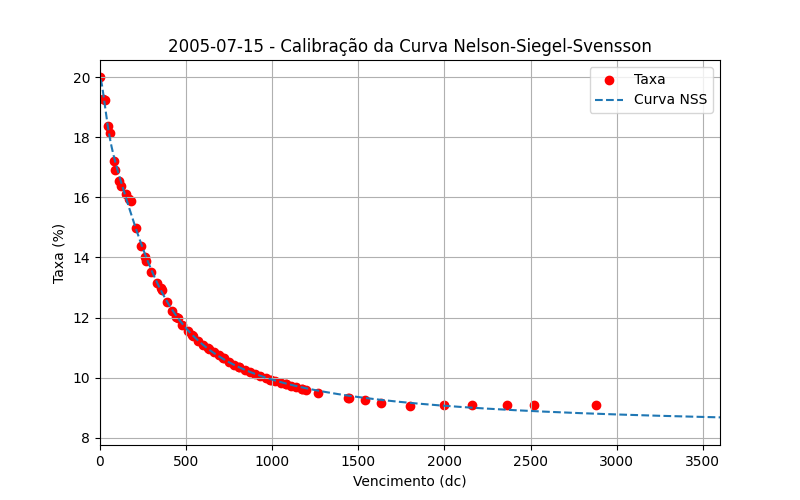 2005-07-15 - Calibração da Curva Nelson-Siegel-Svensson
Taxa
Curva NSS
Taxa (%)
20
18
16
14
12
10
8
0 500 1000 1500 2000 2500 3000 3500
Vencimento (dc)